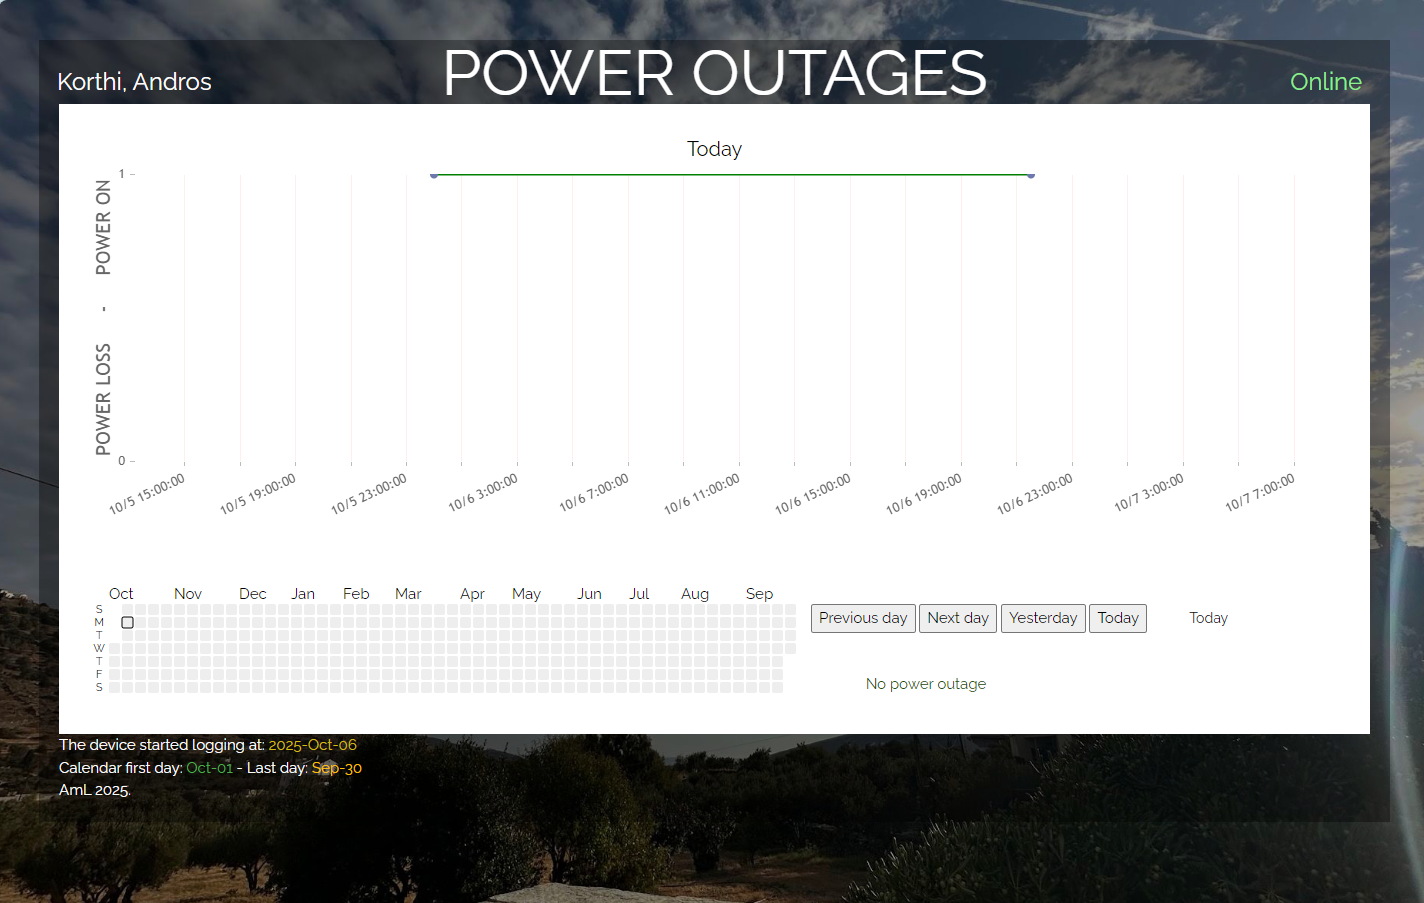 POWER OUTAGES
Korthi, Andros
Online
Today
1
POWER LOSS - POWER ON
0
10/5 15:00:00
10/5 19:00:00
10/5 23:00:00
10/6 3:00:00
10/6 7:00:00
10/6 11:00:00
10/6 15:00:00
10/6 19:00:00
10/6 23:00:00
10/7 3:00:00
10/7 7:00:00
Oct Nov Dec Jan Feb Mar Apr May Jun Jul Aug Sep
S
M
T
W
T
F
S
Previous day Next day Yesterday Today Today
No power outage
The device started logging at: 2025-Oct-06
Calendar first day: Oct-01 - Last day: Sep-30
AmL 2025.